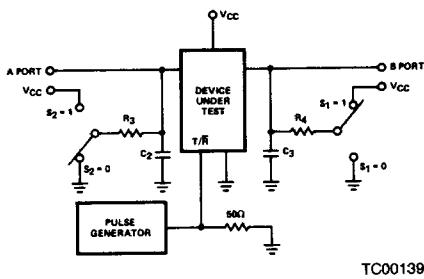 VCC
A PORT
B PORT
VCC
VCC
S2 = 1
S1 = 1
DEVICE
UNDER
TEST
R3
R4
T/R̅
C2
C3
S2 = 0
S1 = 0
PULSE
GENERATOR
50Ω
TC00139